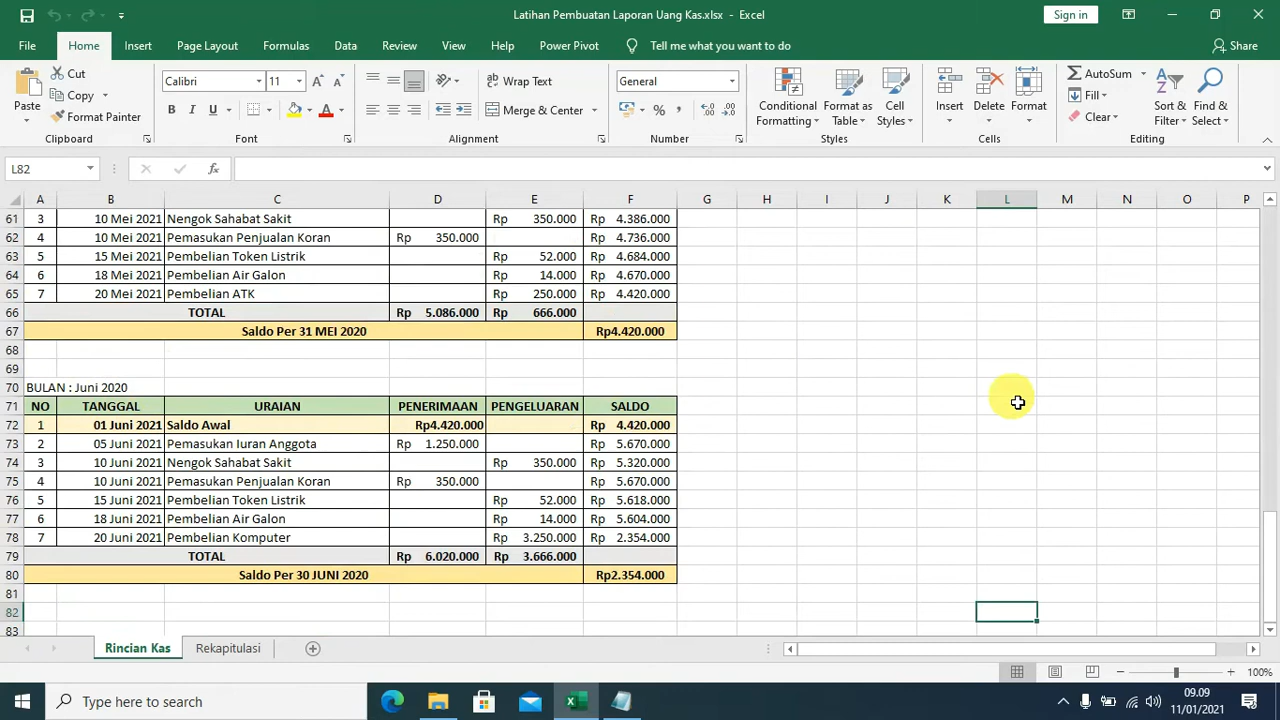 Latihan Pembuatan Laporan Uang Kas.xlsx - Excel
Sign in
File Home Insert Page Layout Formulas Data Review View Help Power Pivot Tell me what you want to do Share
Paste
Cut
Copy
Format Painter
Clipboard
Calibri 11
B I U
Font
Wrap Text
Merge & Center
Alignment
General
%
Number
Conditional Formatting
Format as Table
Cell Styles
Styles
Insert
Delete
Format
Cells
AutoSum
Fill
Clear
Sort & Filter
Find & Select
Editing
L82
fx
A B C D E F G H I J K L M N O P
61 3 10 Mei 2021 Nengok Sahabat Sakit Rp 350.000 Rp 4.386.000
62 4 10 Mei 2021 Pemasukan Penjualan Koran Rp 350.000 Rp 4.736.000
63 5 15 Mei 2021 Pembelian Token Listrik Rp 52.000 Rp 4.684.000
64 6 18 Mei 2021 Pembelian Air Galon Rp 14.000 Rp 4.670.000
65 7 20 Mei 2021 Pembelian ATK Rp 250.000 Rp 4.420.000
66 TOTAL Rp 5.086.000 Rp 666.000
67 Saldo Per 31 MEI 2020 Rp4.420.000
68
69
70 BULAN : Juni 2020
71 NO TANGGAL URAIAN PENERIMAAN PENGELUARAN SALDO
72 1 01 Juni 2021 Saldo Awal Rp4.420.000 Rp 4.420.000
73 2 05 Juni 2021 Pemasukan Iuran Anggota Rp 1.250.000 Rp 5.670.000
74 3 10 Juni 2021 Nengok Sahabat Sakit Rp 350.000 Rp 5.320.000
75 4 10 Juni 2021 Pemasukan Penjualan Koran Rp 350.000 Rp 5.670.000
76 5 15 Juni 2021 Pembelian Token Listrik Rp 52.000 Rp 5.618.000
77 6 18 Juni 2021 Pembelian Air Galon Rp 14.000 Rp 5.604.000
78 7 20 Juni 2021 Pembelian Komputer Rp 3.250.000 Rp 2.354.000
79 TOTAL Rp 6.020.000 Rp 3.666.000
80 Saldo Per 30 JUNI 2020 Rp2.354.000
81
82
83
Rincian Kas Rekapitulasi
100%
Type here to search
09.09
11/01/2021